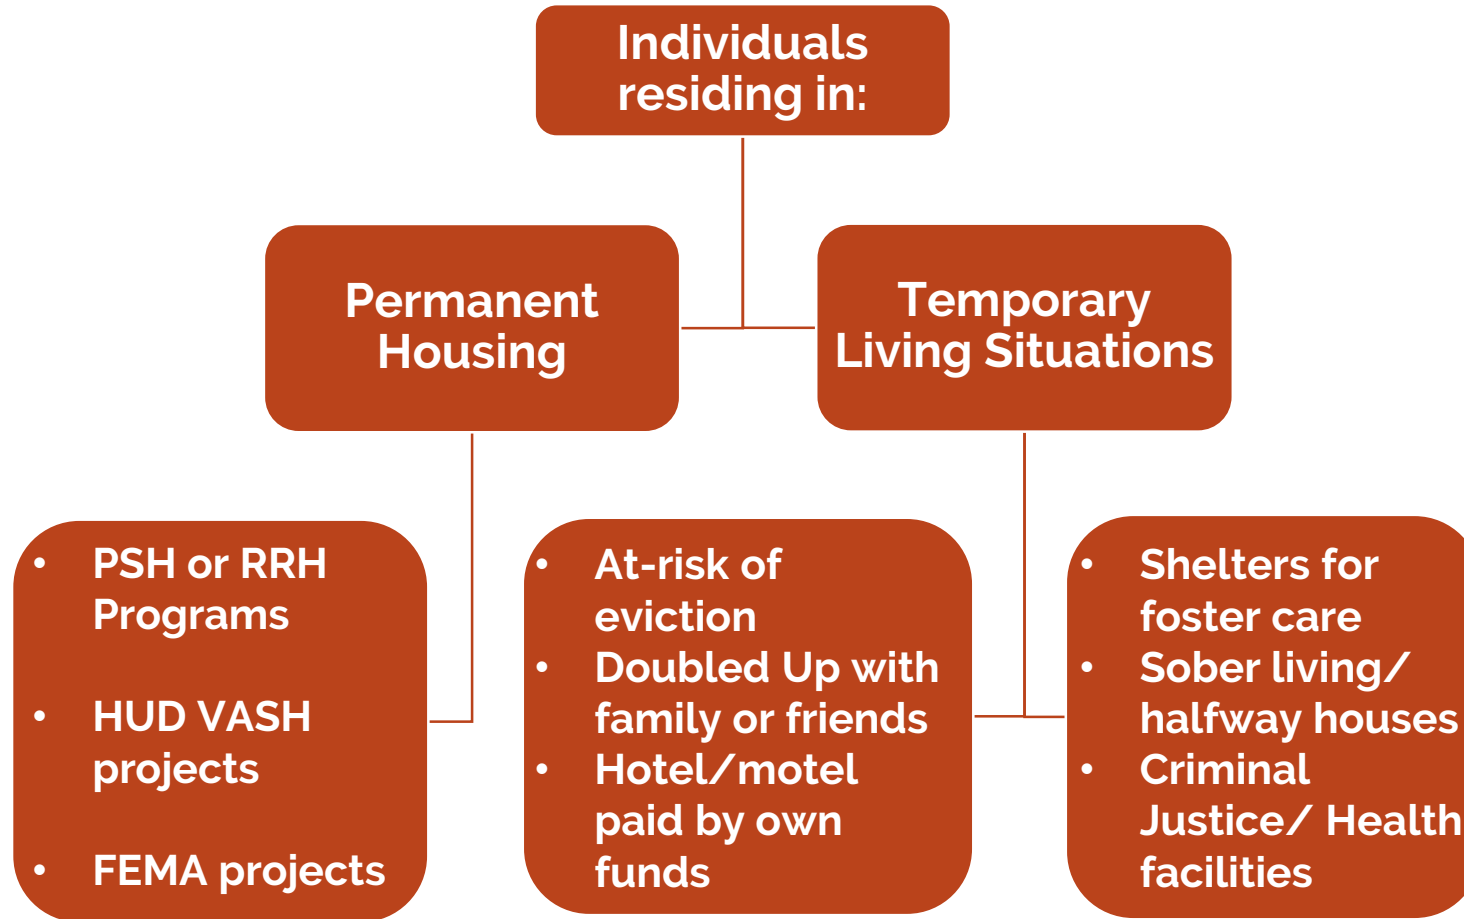 Individuals
residing in:
Permanent
Housing
Temporary
Living Situations
• PSH or RRH
Programs
• HUD VASH
projects
• FEMA projects
• At-risk of
eviction
• Doubled Up with
family or friends
• Hotel/motel
paid by own
funds
• Shelters for
foster care
• Sober living/
halfway houses
• Criminal
Justice/ Health
facilities